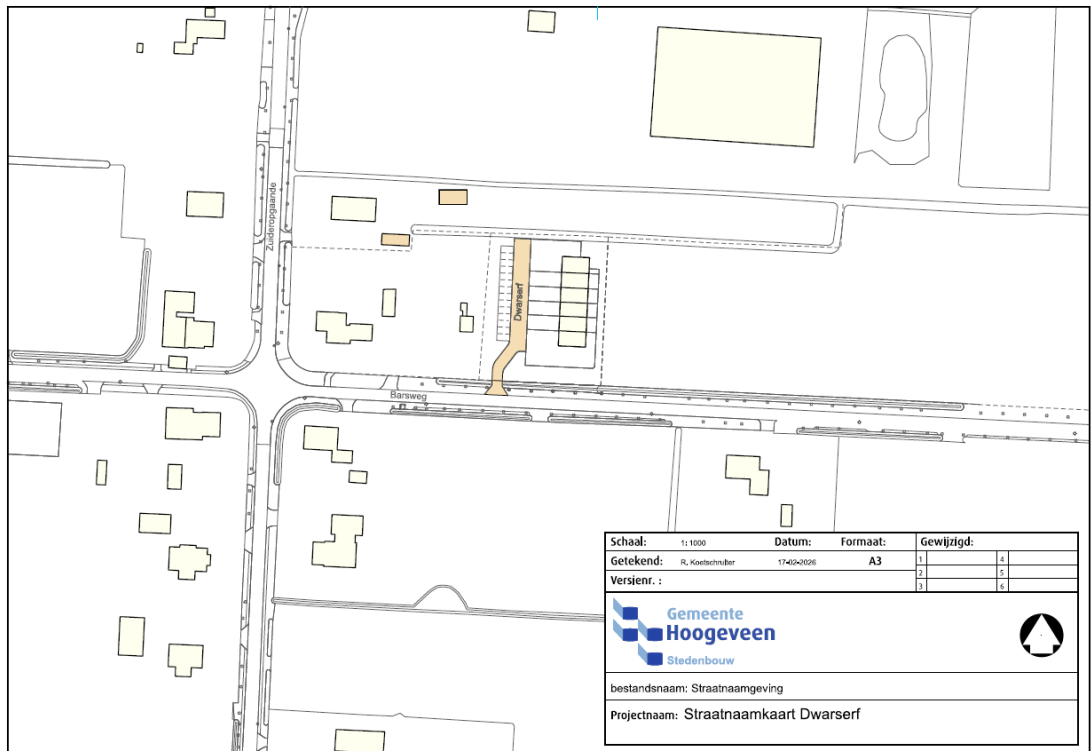 Zuideropgaande
Dwarserf
Barsweg
Schaal: 1: 1000 Datum: Formaat: Gewijzigd:
Getekend: R. Koetschruiter 17-02-2026 A3
Versienr. :
1 4
2 5
3 6
Gemeente
Hoogeveen
Stedenbouw
bestandsnaam: Straatnaamgeving
Projectnaam: Straatnaamkaart Dwarserf